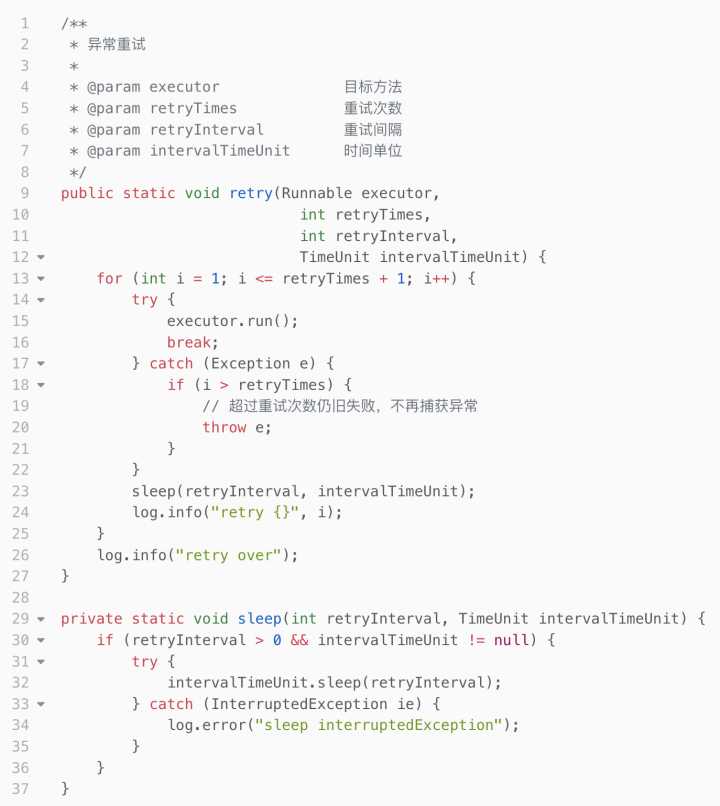 1 /**
2  * 异常重试
3  *
4  * @param executor              目标方法
5  * @param retryTimes            重试次数
6  * @param retryInterval         重试间隔
7  * @param intervalTimeUnit      时间单位
8  */
9 public static void retry(Runnable executor,
10                            int retryTimes,
11                            int retryInterval,
12                            TimeUnit intervalTimeUnit) {
13     for (int i = 1; i <= retryTimes + 1; i++) {
14         try {
15             executor.run();
16             break;
17         } catch (Exception e) {
18             if (i > retryTimes) {
19                 // 超过重试次数仍旧失败，不再捕获异常
20                 throw e;
21             }
22         }
23         sleep(retryInterval, intervalTimeUnit);
24         log.info("retry {}", i);
25     }
26     log.info("retry over");
27 }
28
29 private static void sleep(int retryInterval, TimeUnit intervalTimeUnit) {
30     if (retryInterval > 0 && intervalTimeUnit != null) {
31         try {
32             intervalTimeUnit.sleep(retryInterval);
33         } catch (InterruptedException ie) {
34             log.error("sleep interruptedException");
35         }
36     }
37 }